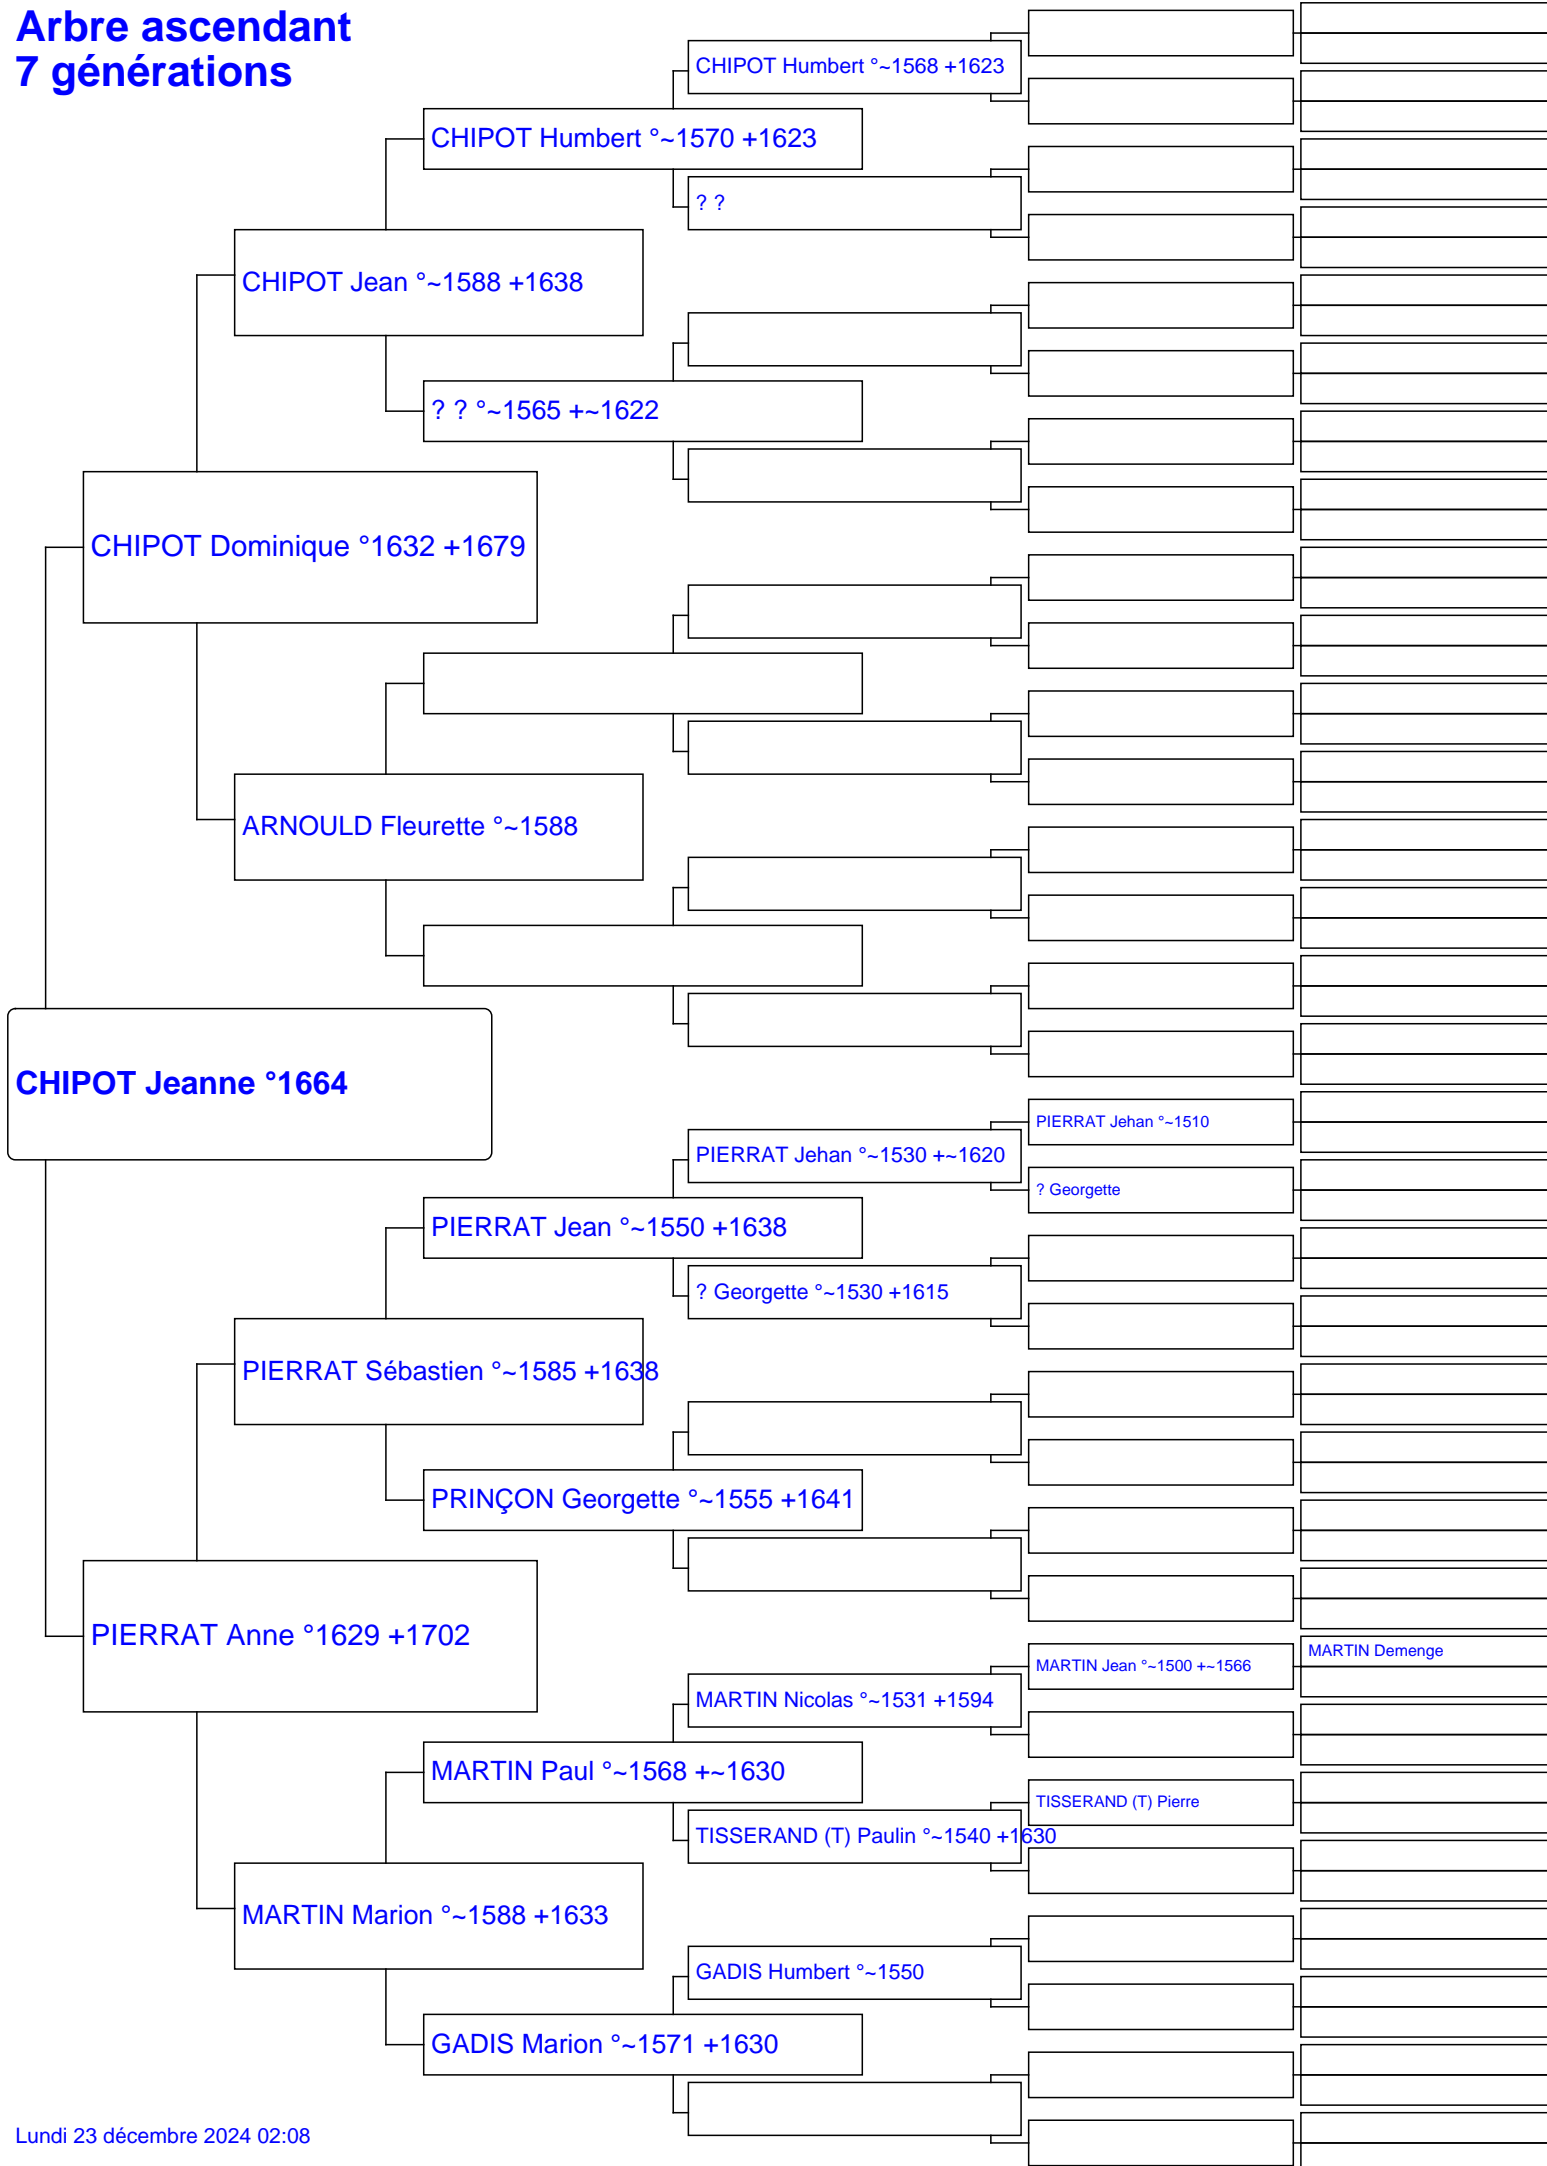 Arbre ascendant
7 générations
CHIPOT Humbert °~1568 +1623
CHIPOT Humbert °~1570 +1623
? ?
CHIPOT Jean °~1588 +1638
? ? °~1565 +~1622
CHIPOT Dominique °1632 +1679
ARNOULD Fleurette °~1588
CHIPOT Jeanne °1664
PIERRAT Jehan °~1510
PIERRAT Jehan °~1530 +~1620
? Georgette
PIERRAT Jean °~1550 +1638
? Georgette °~1530 +1615
PIERRAT Sébastien °~1585 +1638
PRINÇON Georgette °~1555 +1641
PIERRAT Anne °1629 +1702
MARTIN Demenge
MARTIN Jean °~1500 +~1566
MARTIN Nicolas °~1531 +1594
MARTIN Paul °~1568 +~1630
TISSERAND (T) Pierre
TISSERAND (T) Paulin °~1540 +1630
MARTIN Marion °~1588 +1633
GADIS Humbert °~1550
GADIS Marion °~1571 +1630
Lundi 23 décembre 2024 02:08